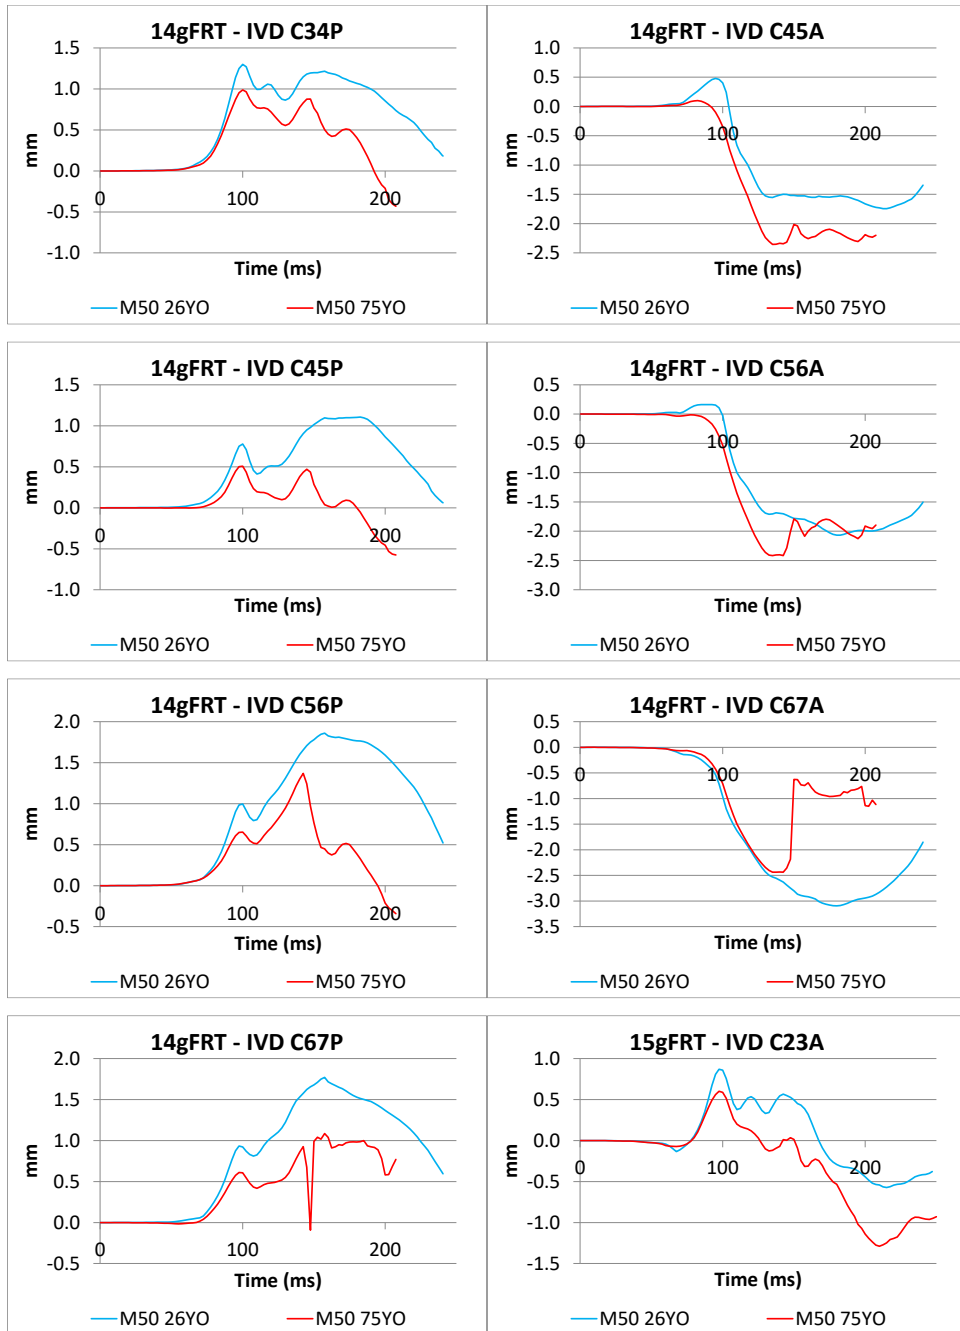 14gFRT - IVD C34P
1.5
1.0
0.5
0.0
-0.5
-1.0
mm
0 100 200
Time (ms)
M50 26YO M50 75YO
14gFRT - IVD C45A
1.0
0.5
0.0
-0.5
-1.0
-1.5
-2.0
-2.5
mm
0 100 200
Time (ms)
M50 26YO M50 75YO
14gFRT - IVD C45P
1.5
1.0
0.5
0.0
-0.5
-1.0
mm
0 100 200
Time (ms)
M50 26YO M50 75YO
14gFRT - IVD C56A
0.5
0.0
-0.5
-1.0
-1.5
-2.0
-2.5
-3.0
mm
0 100 200
Time (ms)
M50 26YO M50 75YO
14gFRT - IVD C56P
2.0
1.5
1.0
0.5
0.0
-0.5
mm
0 100 200
Time (ms)
M50 26YO M50 75YO
14gFRT - IVD C67A
0.5
0.0
-0.5
-1.0
-1.5
-2.0
-2.5
-3.0
-3.5
mm
0 100 200
Time (ms)
M50 26YO M50 75YO
14gFRT - IVD C67P
2.0
1.5
1.0
0.5
0.0
-0.5
mm
0 100 200
Time (ms)
M50 26YO M50 75YO
15gFRT - IVD C23A
1.0
0.5
0.0
-0.5
-1.0
-1.5
mm
0 100 200
Time (ms)
M50 26YO M50 75YO